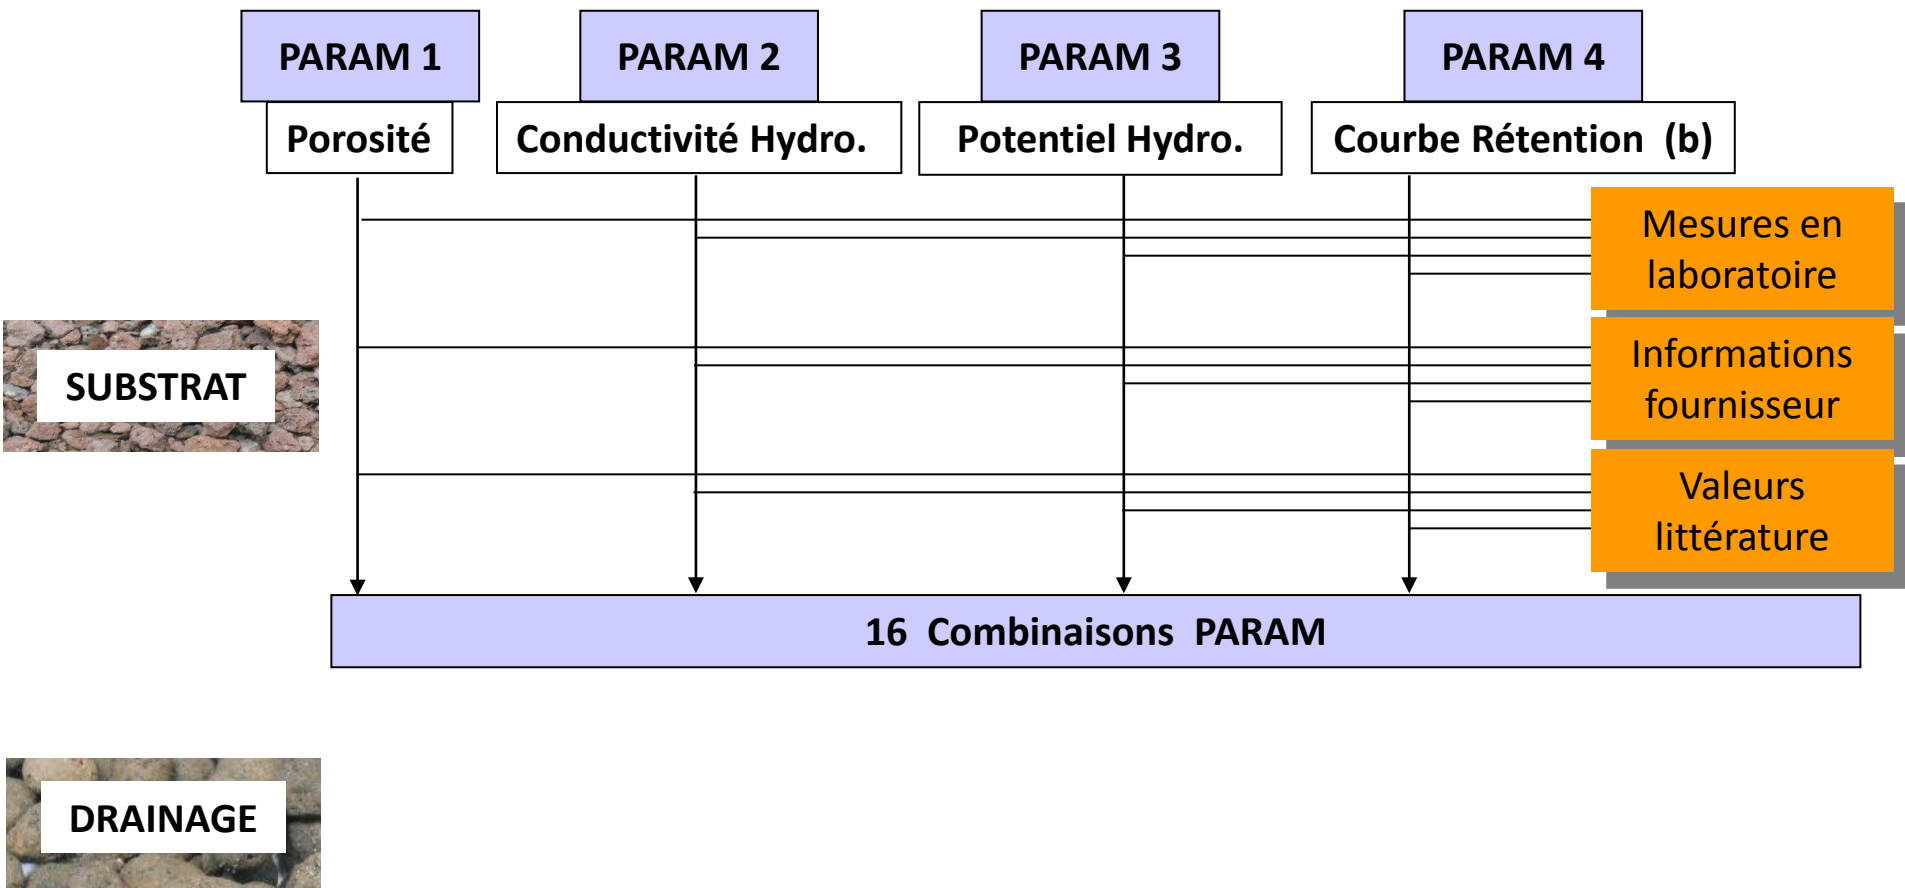 PARAM 1
PARAM 2
PARAM 3
PARAM 4
Porosité
Conductivité Hydro.
Potentiel Hydro.
Courbe Rétention (b)
Mesures en
laboratoire
SUBSTRAT
Informations
fournisseur
Valeurs
littérature
16 Combinaisons PARAM
DRAINAGE